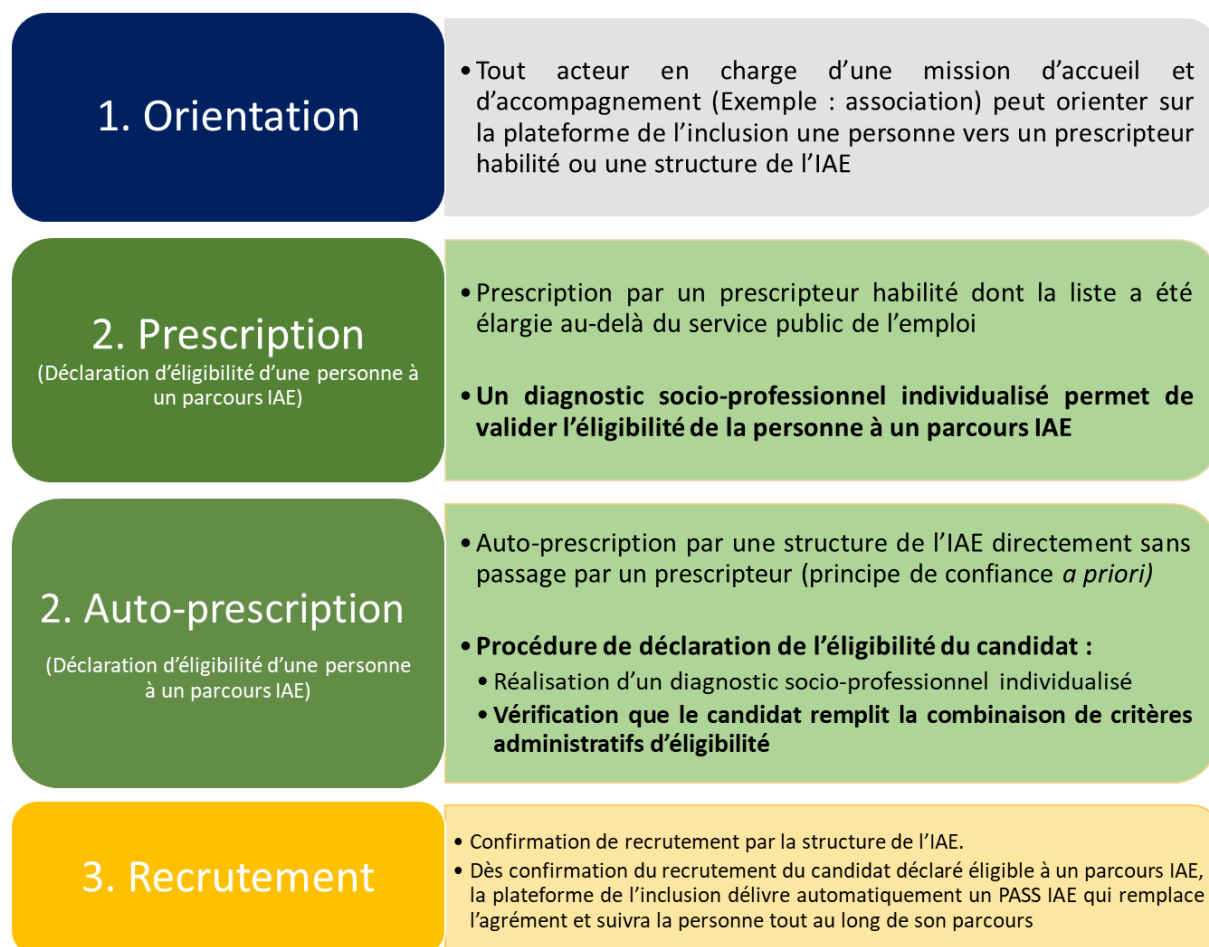 1. Orientation
• Tout acteur en charge d’une mission d’accueil et
d’accompagnement (Exemple : association) peut orienter sur
la plateforme de l’inclusion une personne vers un prescripteur
habilité ou une structure de l’IAE
2. Prescription
(Déclaration d’éligibilité d’une personne à
un parcours IAE)
• Prescription par un prescripteur habilité dont la liste a été
élargie au-delà du service public de l’emploi
• Un diagnostic socio-professionnel individualisé permet de
valider l’éligibilité de la personne à un parcours IAE
2. Auto-prescription
(Déclaration d’éligibilité d’une personne
à un parcours IAE)
• Auto-prescription par une structure de l’IAE directement sans
passage par un prescripteur (principe de confiance a priori)
• Procédure de déclaration de l’éligibilité du candidat :
• Réalisation d’un diagnostic socio-professionnel individualisé
• Vérification que le candidat remplit la combinaison de critères
administratifs d’éligibilité
3. Recrutement
• Confirmation de recrutement par la structure de l’IAE.
• Dès confirmation du recrutement du candidat déclaré éligible à un parcours IAE,
la plateforme de l’inclusion délivre automatiquement un PASS IAE qui remplace
l’agrément et suivra la personne tout au long de son parcours